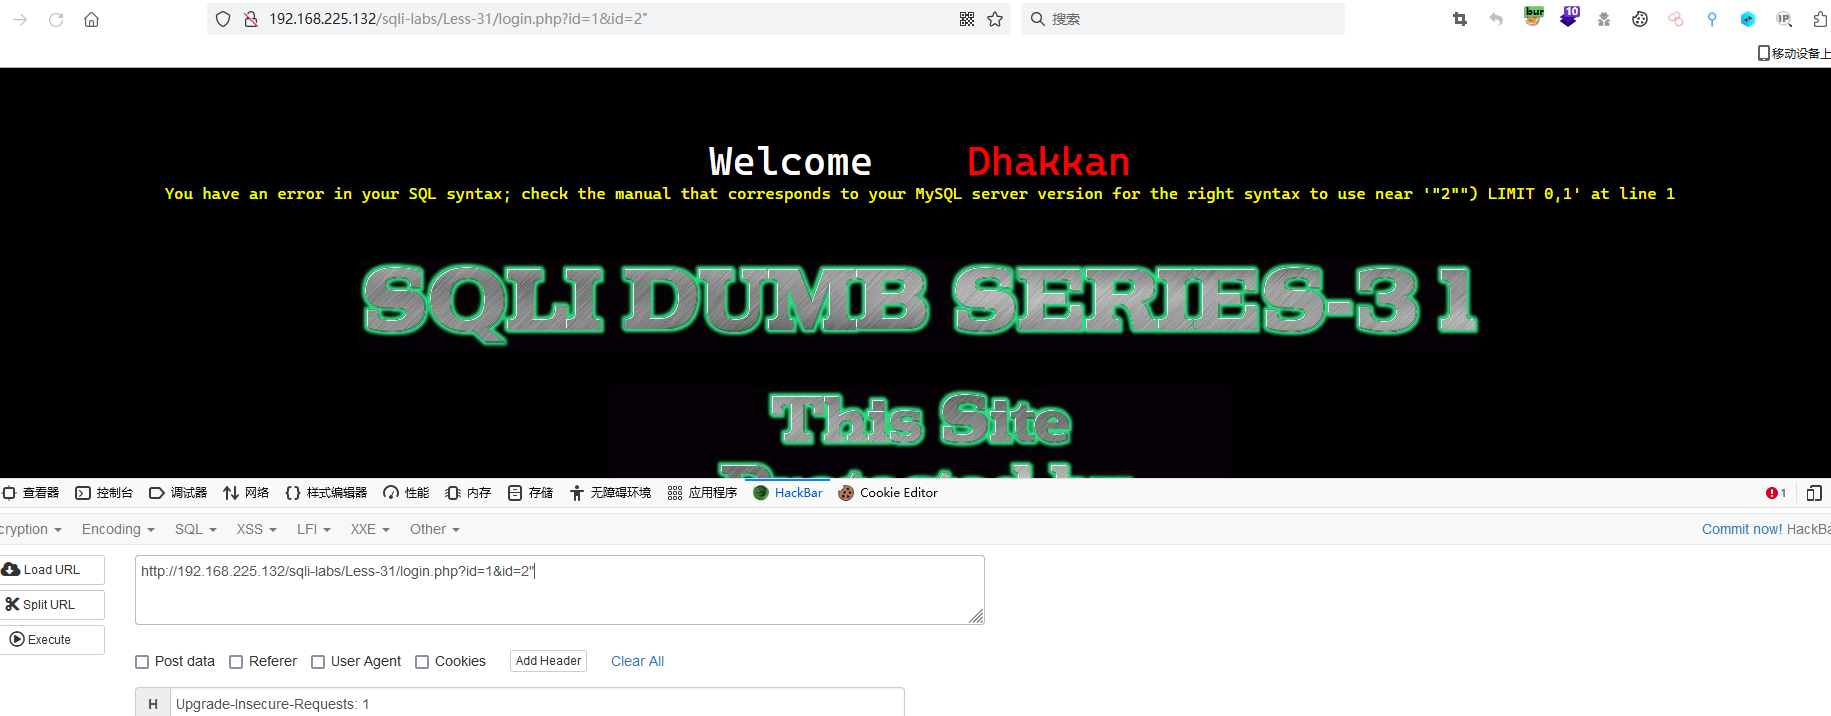 192.168.225.132/sqli-labs/Less-31/login.php?id=1&id=2"
搜索
bur
10
IP
移动设备上
Welcome Dhakkan
You have an error in your SQL syntax; check the manual that corresponds to your MySQL server version for the right syntax to use near '"2"") LIMIT 0,1' at line 1
SQLI DUMB SERIES-31
This Site
查看器 控制台 调试器 网络 样式编辑器 性能 内存 存储 无障碍环境 应用程序 HackBar Cookie Editor 1
cryption Encoding SQL XSS LFI XXE Other Commit now! HackBa
Load URL
http://192.168.225.132/sqli-labs/Less-31/login.php?id=1&id=2"
Split URL
Execute
Post data Referer User Agent Cookies Add Header Clear All
H Upgrade-Insecure-Requests: 1